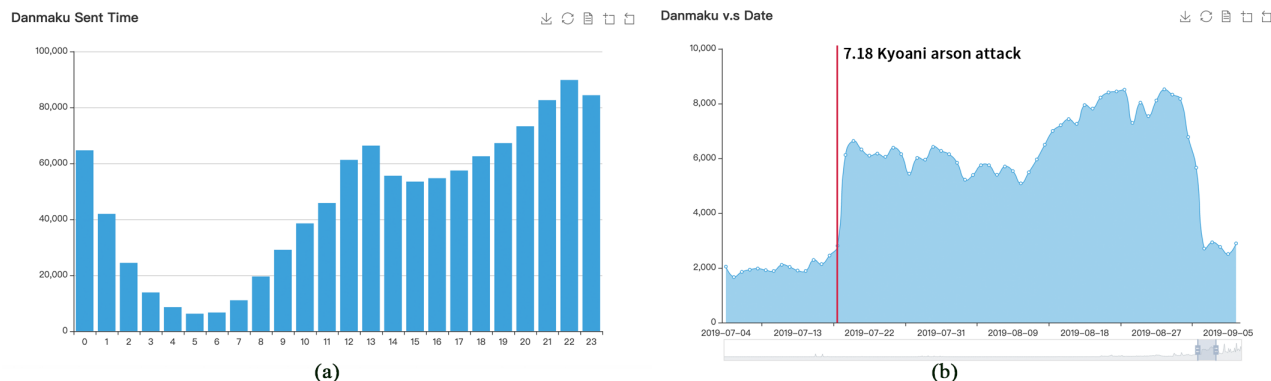 Danmaku Sent Time
100,000
80,000
60,000
40,000
20,000
0
0 1 2 3 4 5 6 7 8 9 10 11 12 13 14 15 16 17 18 19 20 21 22 23
(a)
Danmaku v.s Date
7.18 Kyoani arson attack
10,000
8,000
6,000
4,000
2,000
0
2019-07-04 2019-07-13 2019-07-22 2019-07-31 2019-08-09 2019-08-18 2019-08-27 2019-09-05
(b)